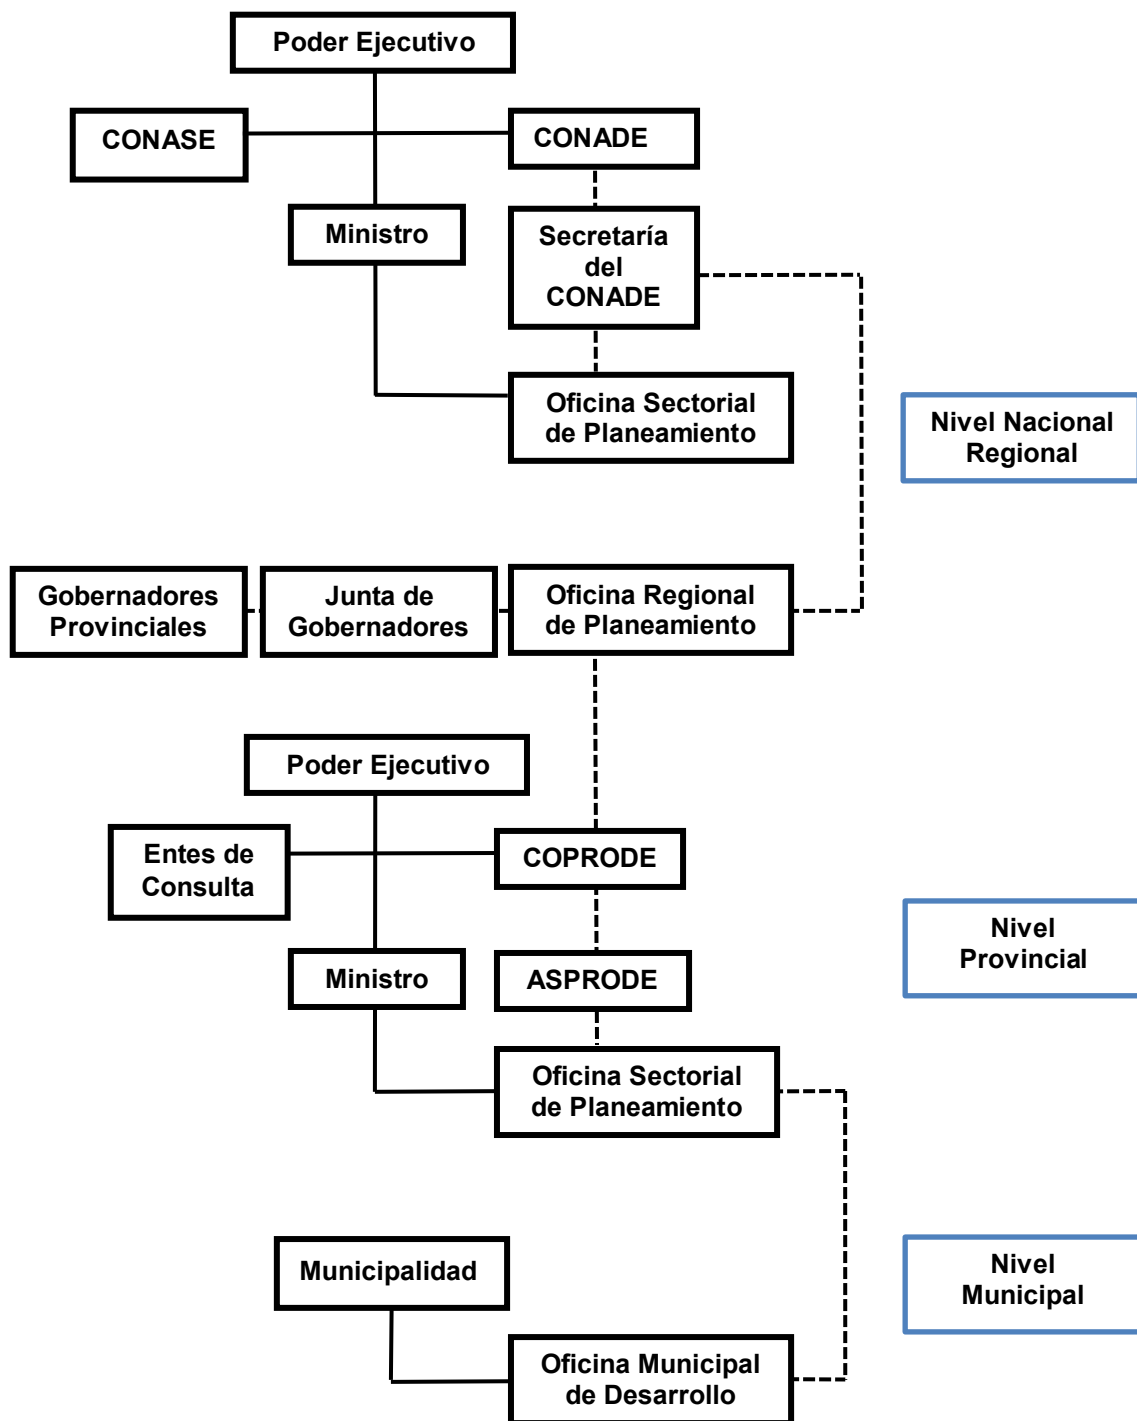 Poder Ejecutivo
CONASE
CONADE
Ministro
Secretaría
del
CONADE
Oficina Sectorial
de Planeamiento
Nivel Nacional
Regional
Gobernadores
Provinciales
Junta de
Gobernadores
Oficina Regional
de Planeamiento
Poder Ejecutivo
Entes de
Consulta
COPRODE
Ministro
ASPRODE
Nivel
Provincial
Oficina Sectorial
de Planeamiento
Municipalidad
Nivel
Municipal
Oficina Municipal
de Desarrollo